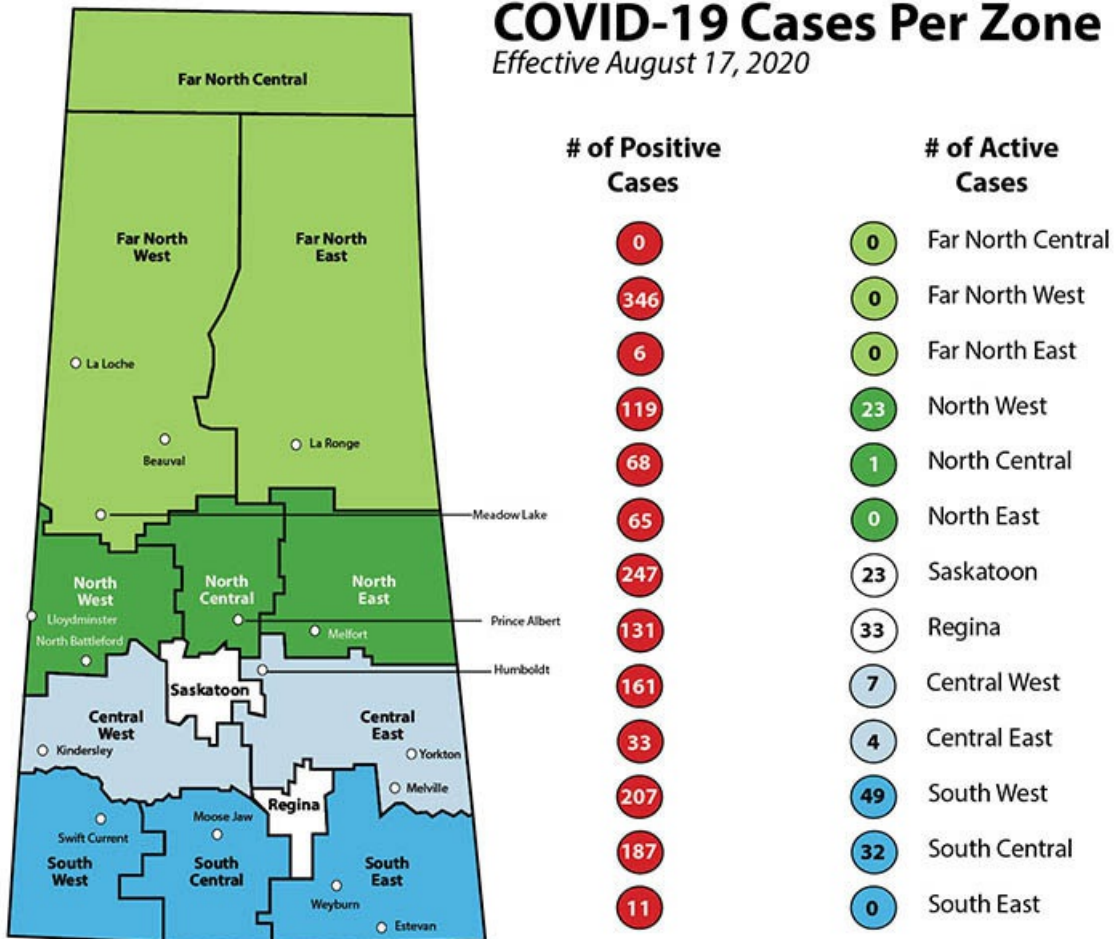 COVID-19 Cases Per Zone
Effective August 17, 2020
Far North Central
Far North
West
Far North
East
La Loche
Beauval
La Ronge
Meadow Lake
North
West
North
Central
North
East
Lloydminster
North Battleford
Prince Albert
Melfort
Humboldt
Saskatoon
Central
West
Central
East
Kindersley
Yorkton
Melville
Regina
Moose Jaw
Swift Current
South
West
South
Central
South
East
Weyburn
Estevan
# of Positive
Cases
# of Active
Cases
0 0 Far North Central
346 0 Far North West
6 0 Far North East
119 23 North West
68 1 North Central
65 0 North East
247 23 Saskatoon
131 33 Regina
161 7 Central West
33 4 Central East
207 49 South West
187 32 South Central
11 0 South East